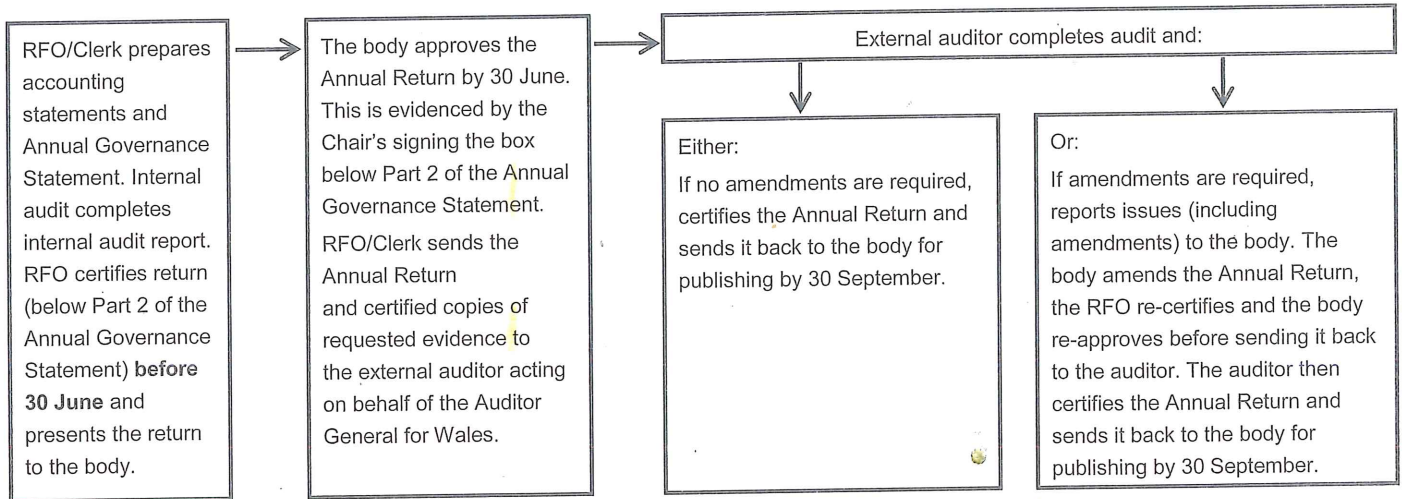 RFO/Clerk prepares
accounting
statements and
Annual Governance
Statement. Internal
audit completes
internal audit report.
RFO certifies return
(below Part 2 of the
Annual Governance
Statement) before
30 June and
presents the return
to the body.
The body approves the
Annual Return by 30 June.
This is evidenced by the
Chair's signing the box
below Part 2 of the Annual
Governance Statement.
RFO/Clerk sends the
Annual Return
and certified copies of
requested evidence to
the external auditor acting
on behalf of the Auditor
General for Wales.
External auditor completes audit and:
Either:
If no amendments are required,
certifies the Annual Return and
sends it back to the body for
publishing by 30 September.
Or:
If amendments are required,
reports issues (including
amendments) to the body. The
body amends the Annual Return,
the RFO re-certifies and the body
re-approves before sending it back
to the auditor. The auditor then
certifies the Annual Return and
sends it back to the body for
publishing by 30 September.